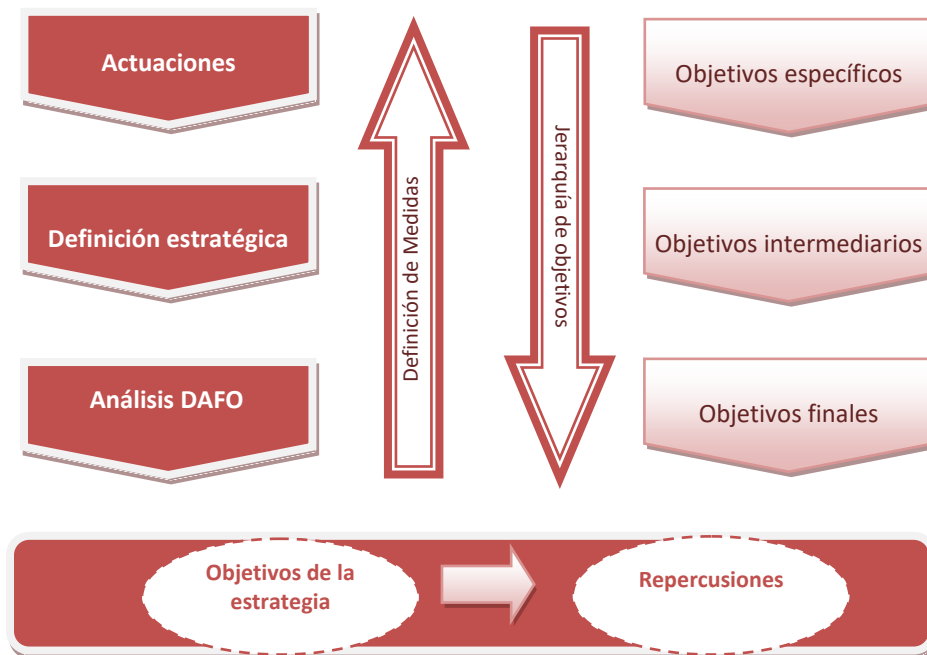 Actuaciones
Definición estratégica
Análisis DAFO
Definición de Medidas
Jerarquía de objetivos
Objetivos específicos
Objetivos intermediarios
Objetivos finales
Objetivos de la
estrategia
Repercusiones